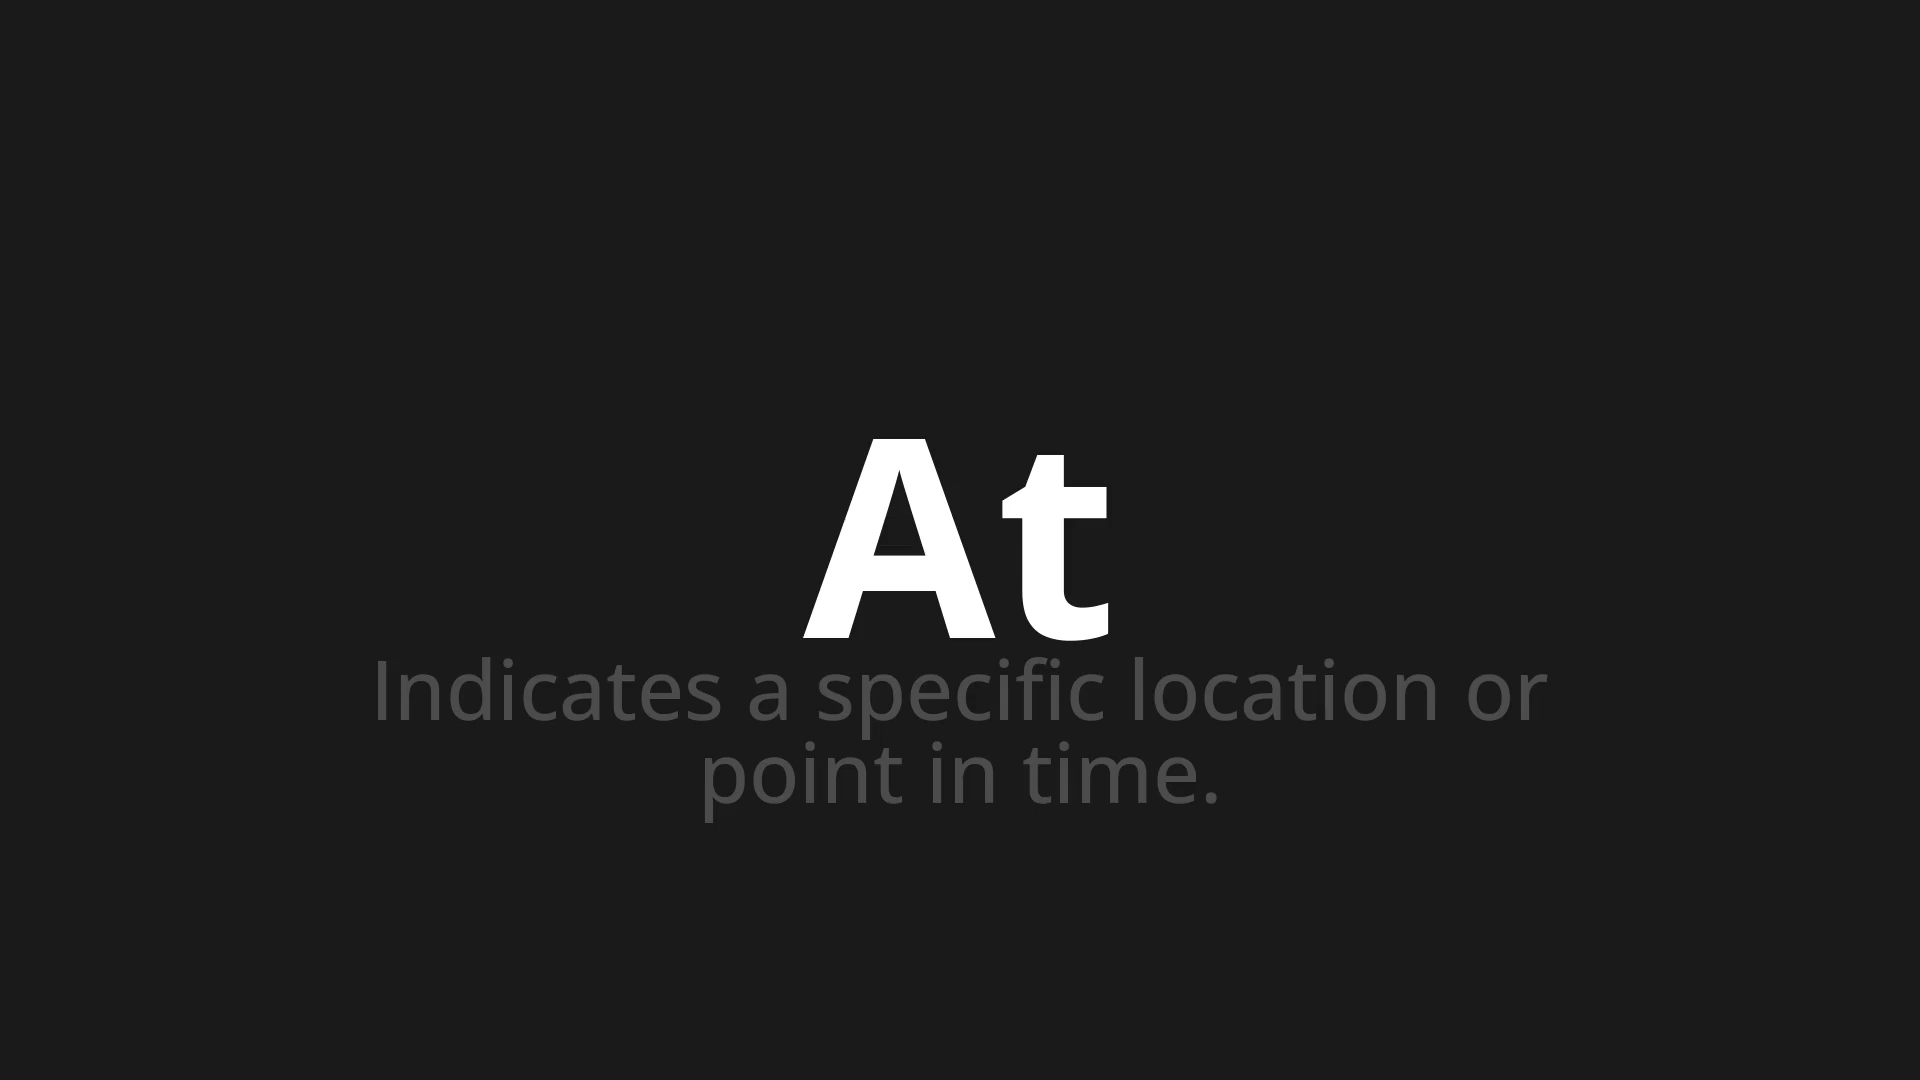 At
Indicates a specific location or
point in time.